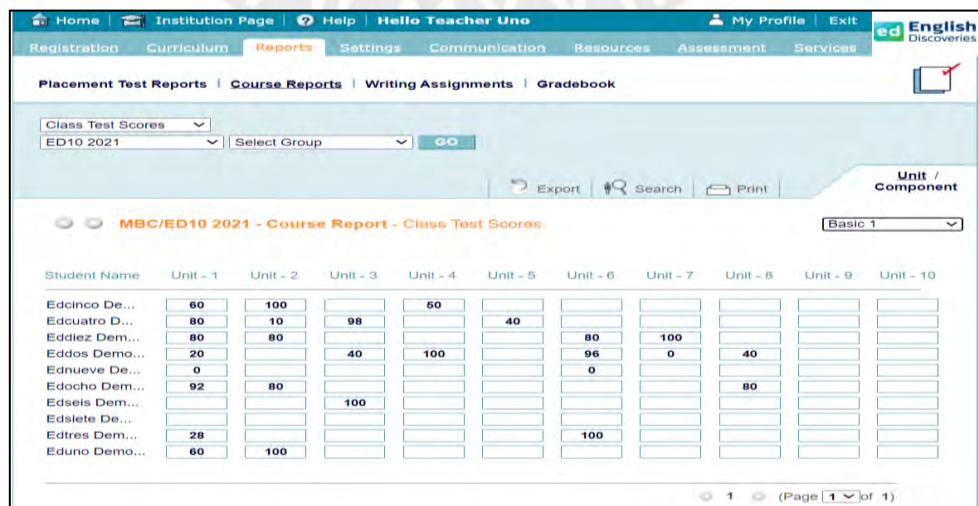 Home | Institution Page | Help | Hello Teacher Uno My Profile | Exit
ed English Discoveries
Registration Curriculum Reports Settings Communication Resources Assessment Services
Placement Test Reports | Course Reports | Writing Assignments | Gradebook
Class Test Scores
ED10 2021 Select Group GO
Export Search Print Unit / Component
MBC/ED10 2021 - Course Report - Class Test Scores Basic 1
Student Name Unit - 1 Unit - 2 Unit - 3 Unit - 4 Unit - 5 Unit - 6 Unit - 7 Unit - 8 Unit - 9 Unit - 10
Edcinco De... 60 100 50
Edcuatro D... 80 10 98 40
Eddiez Dem... 80 80 80 100
Eddos Demo... 20 40 100 96 0 40
Ednueve De... 0 0
Edocho Dem... 92 80 80
Edseis Dem... 100
Edsiete De...
Edtres Dem... 28 100
Eduno Demo... 60 100
1 (Page 1 of 1)